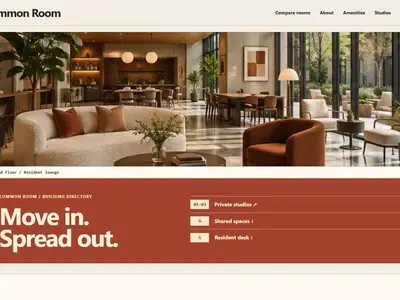 mmon Room
Compare rooms About Amenities Studios
d floor / Resident lounge
COMMON ROOM / BUILDING DIRECTORY
Move in.
Spread out.
01–03 Private studios ↗
6 Shared spaces ↓
Resident desk ↓